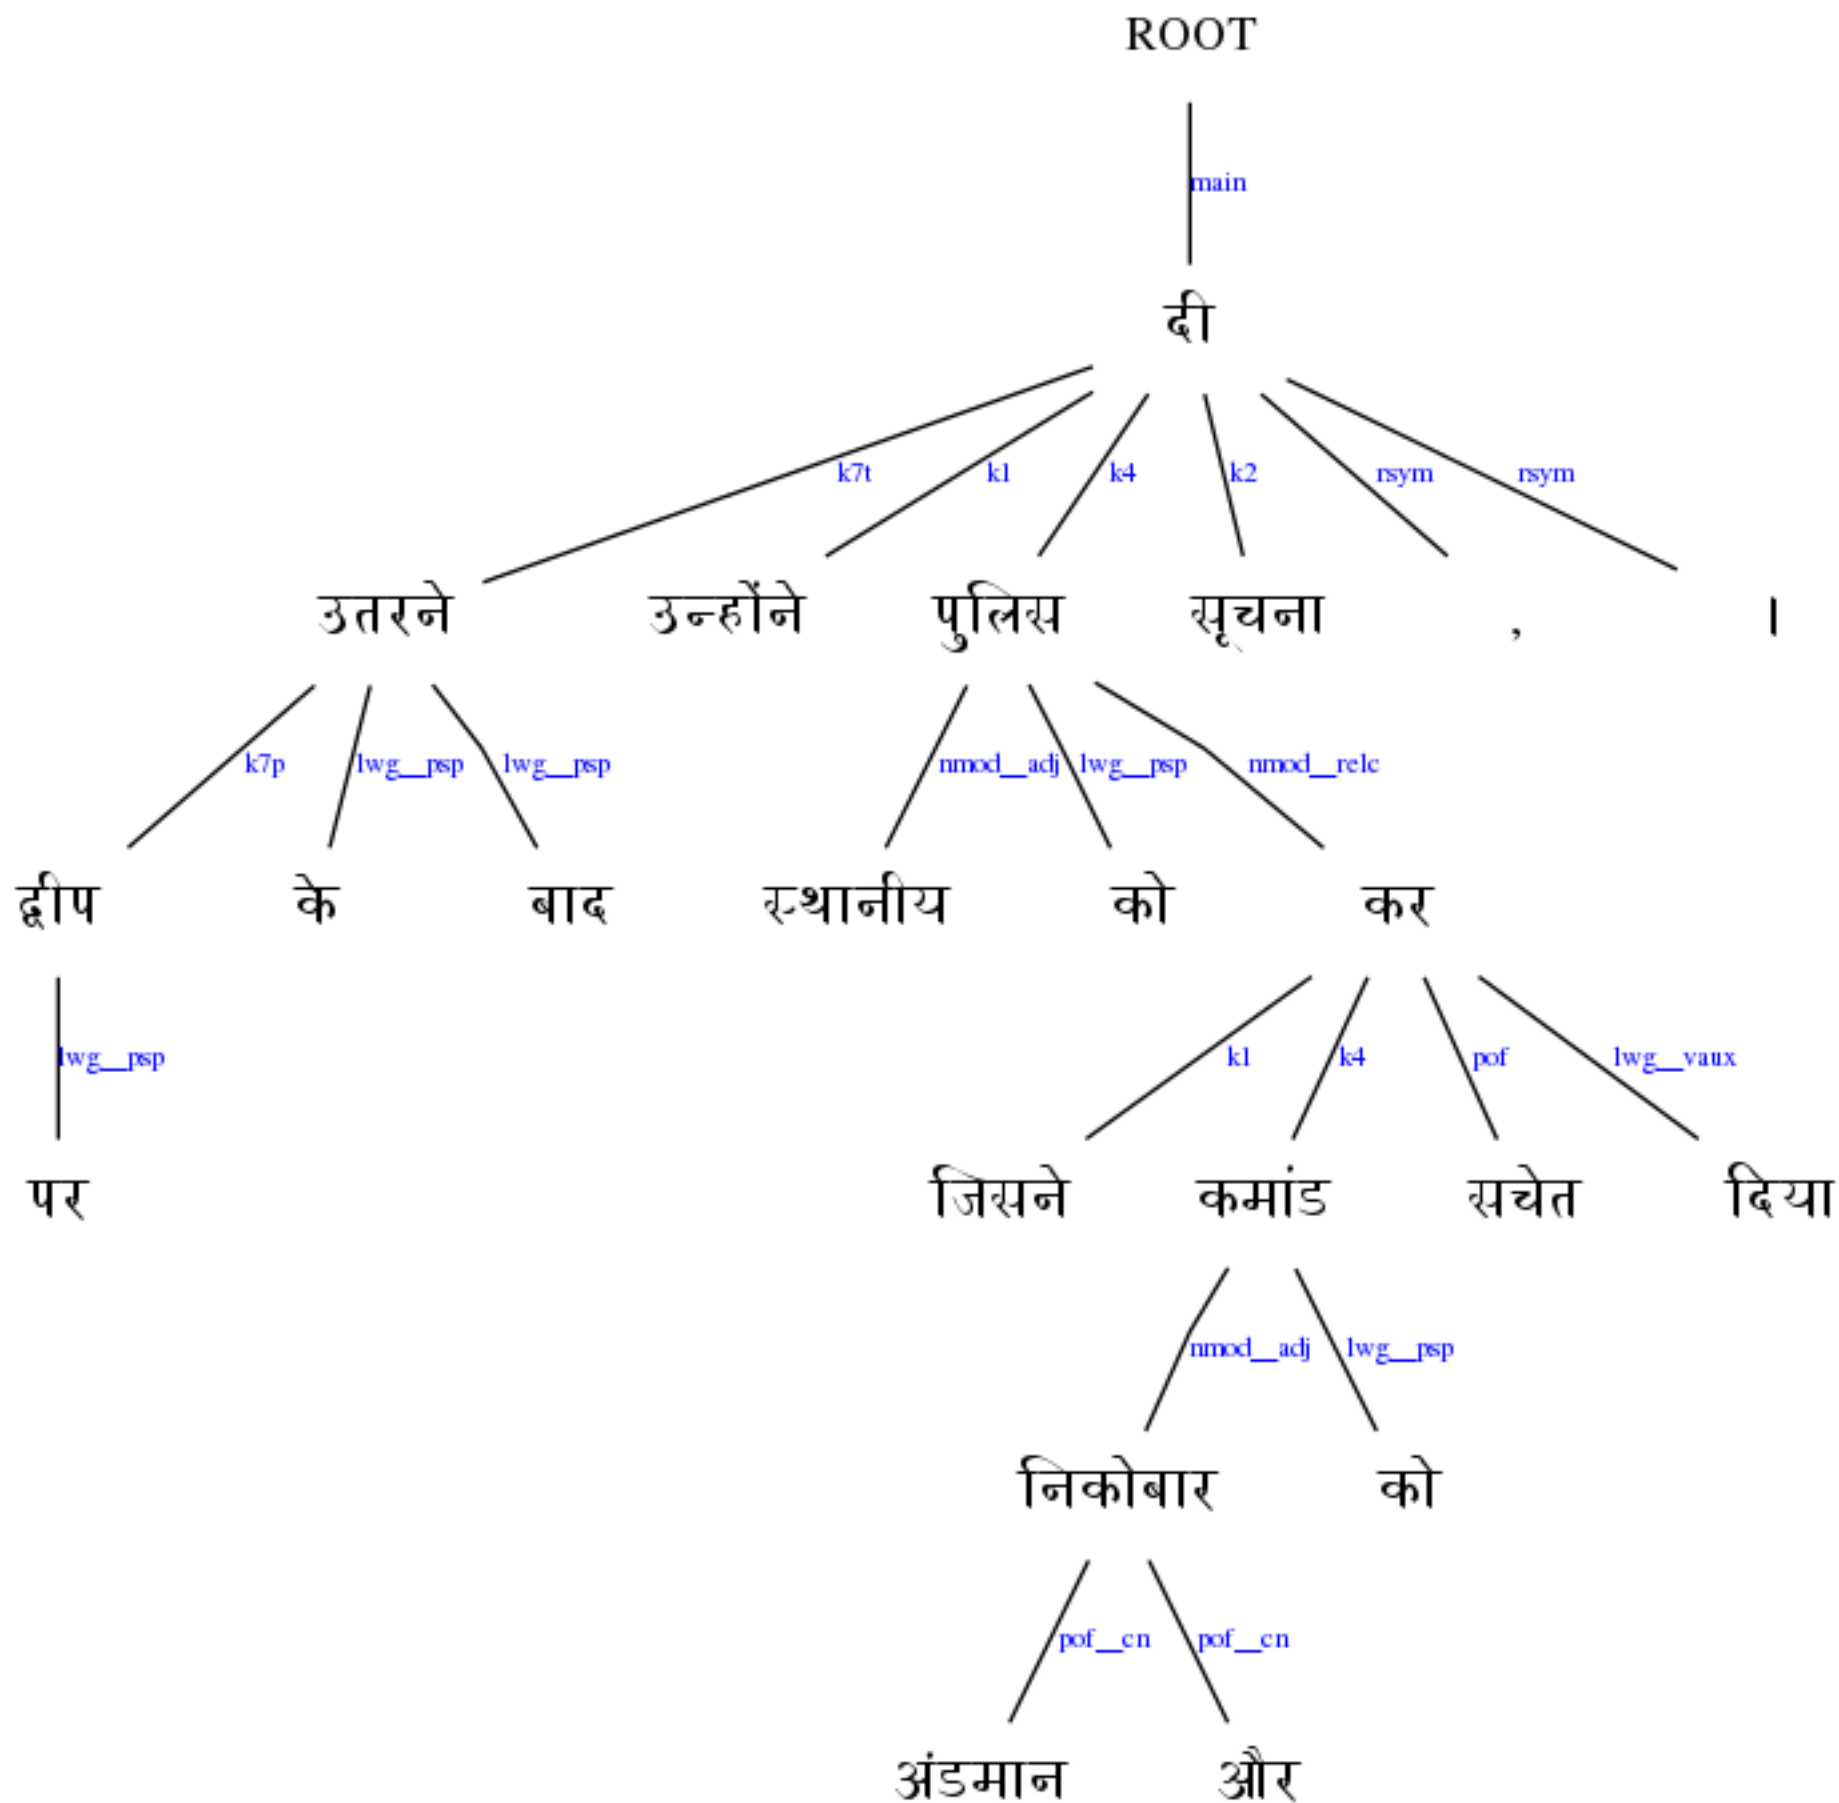 ROOT
main
दी
k7t k1 k4 k2 rsym rsym
उतरने उन्होंने पुलिस सूचना , ।
k7p lwg__psp lwg__psp nmod__adj lwg__psp nmod__relc
द्वीप के बाद स्थानीय को कर
lwg__psp k1 k4 pof lwg__vaux
पर जिसने कमांड सचेत दिया
nmod__adj lwg__psp
निकोबार को
pof__cn pof__cn
अंडमान और